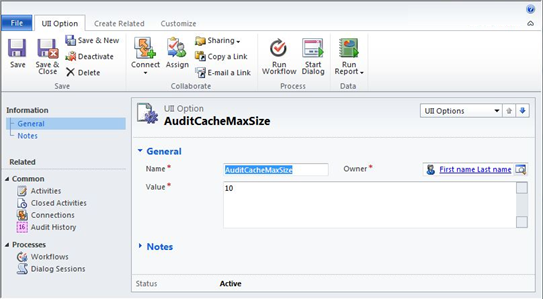 File
UII Option
Create Related
Customize
Save
Save & Close
Save & New
Deactivate
Delete
Save
Connect
Assign
Sharing
Copy a Link
E-mail a Link
Collaborate
Run Workflow
Start Dialog
Process
Run Report
Data
Information
General
Notes
Related
Common
Activities
Closed Activities
Connections
16 Audit History
Processes
Workflows
Dialog Sessions
UII Option
AuditCacheMaxSize
UII Options
General
Name * AuditCacheMaxSize Owner * First name Last name
Value * 10
Notes
Status Active